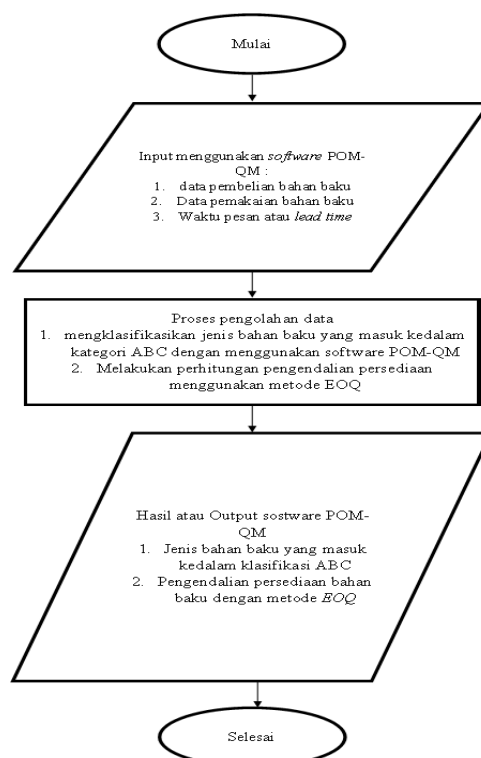 Mulai
Input menggunakan software POM-
QM :
1. data pembelian bahan baku
2. Data pemakaian bahan baku
3. Waktu pesan atau lead time
Proses pengolahan data
1. mengklasifikasikan jenis bahan baku yang masuk kedalam
kategori ABC dengan menggunakan software POM-QM
2. Melakukan perhitungan pengendalian persediaan
menggunakan metode EOQ
Hasil atau Output sostware POM-
QM
1. Jenis bahan baku yang masuk
kedalam klasifikasi ABC
2. Pengendalian persediaan bahan
baku dengan metode EOQ
Selesai